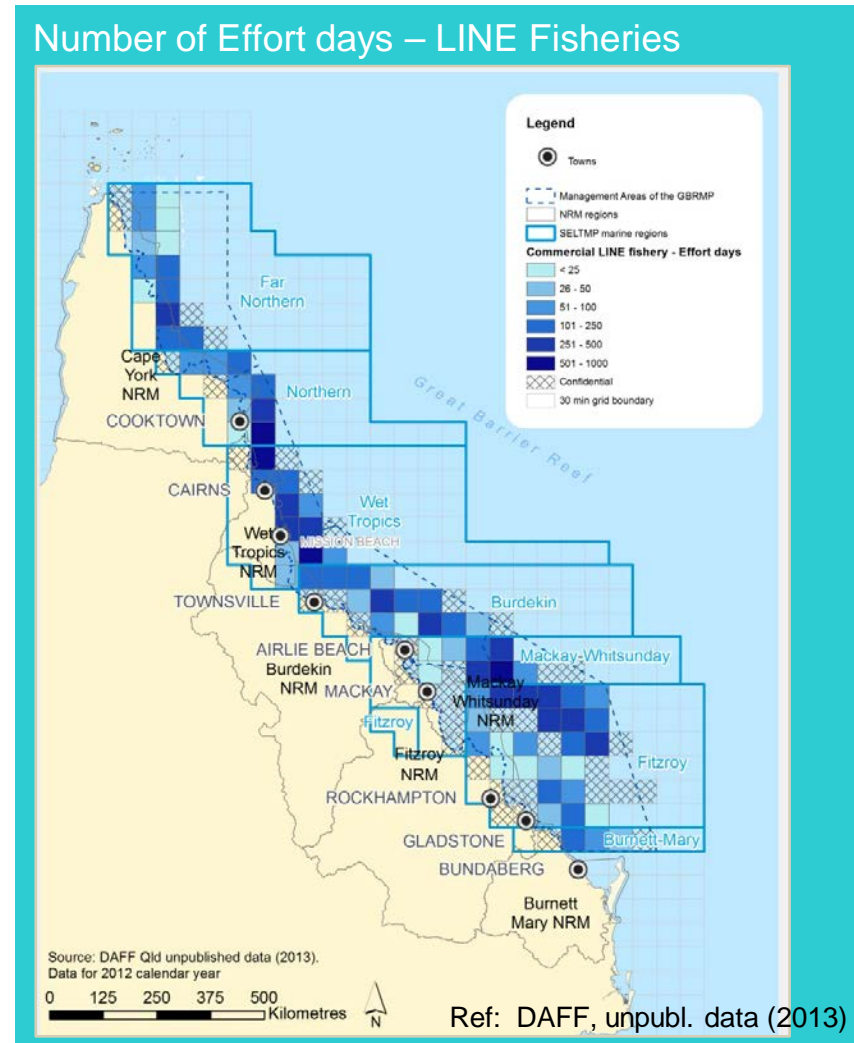 Number of Effort days – LINE Fisheries
Legend
Towns
Management Areas of the GBRMP
NRM regions
SELTMP marine regions
Commercial LINE fishery - Effort days
< 25
26 - 50
51 - 100
101 - 250
251 - 500
501 - 1000
Confidential
30 min grid boundary
Far
Northern
Cape
York
NRM
Northern
Great Barrier Reef
COOKTOWN
CAIRNS
Wet
Tropics
Wet
Tropics
NRM
MISSION BEACH
TOWNSVILLE
Burdekin
AIRLIE BEACH
Burdekin
NRM
Mackay-Whitsunday
MACKAY
Mackay
Whitsunday
NRM
Fitzroy
Fitzroy
NRM
Fitzroy
ROCKHAMPTON
GLADSTONE
Burnett-Mary
BUNDABERG
Burnett
Mary NRM
Source: DAFF Qld unpublished data (2013).
Data for 2012 calendar year
0 125 250 375 500
Kilometres
N
Ref: DAFF, unpubl. data (2013)